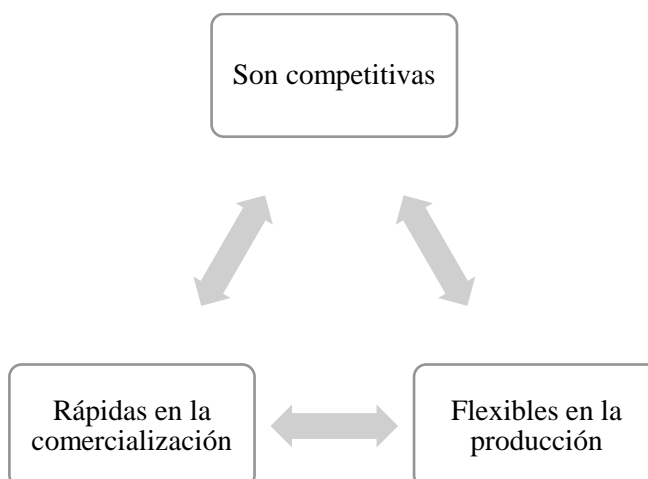 Son competitivas
Rápidas en la
comercialización
Flexibles en la
producción